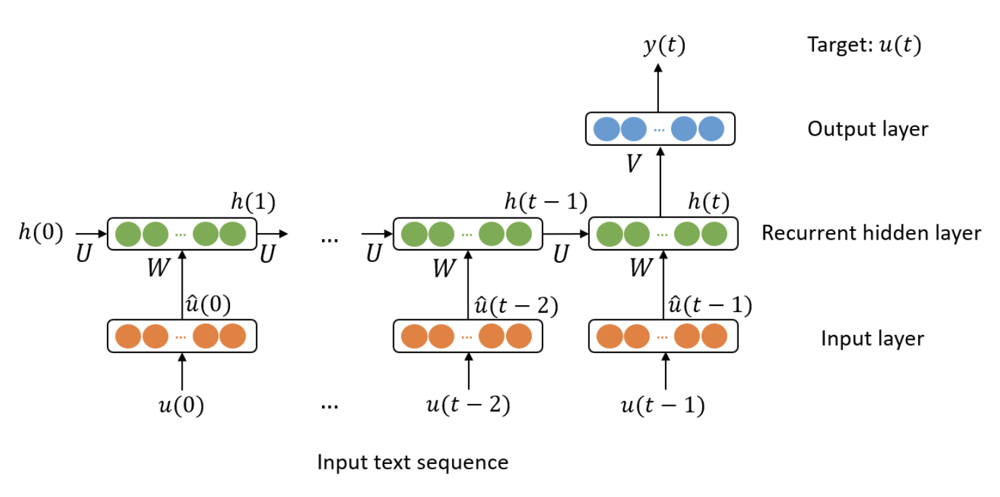 y(t) Target: u(t)
Output layer
V
h(1) h(t − 1) h(t)
h(0) ... Recurrent hidden layer
U U U U
W W W
û(0) û(t − 2) û(t − 1)
Input layer
u(0) ... u(t − 2) u(t − 1)
Input text sequence